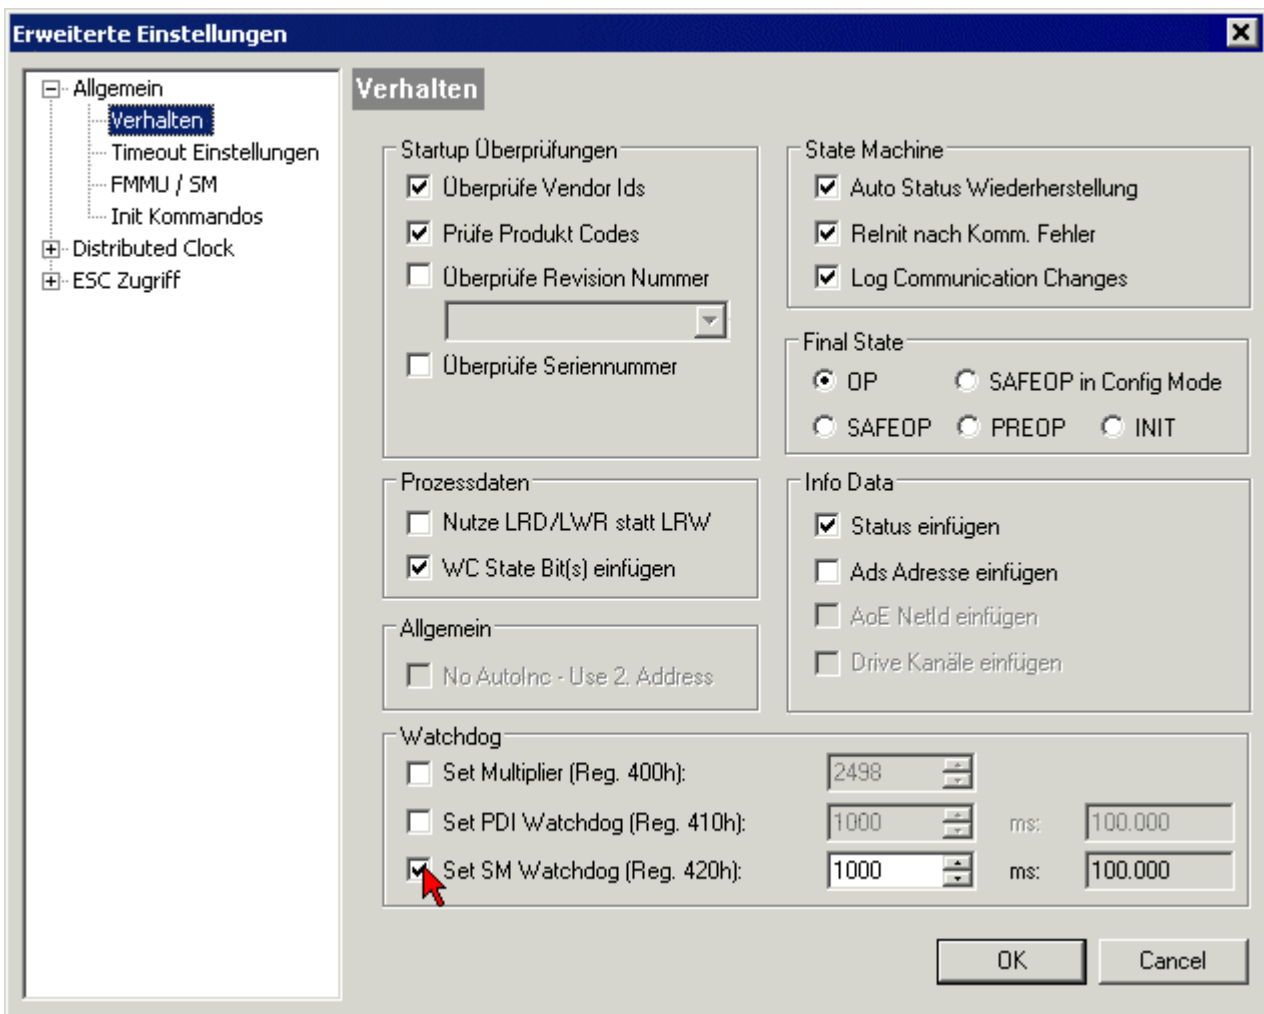 Erweiterte Einstellungen
Allgemein
Verhalten
Timeout Einstellungen
FMMU / SM
Init Kommandos
Distributed Clock
ESC Zugriff
Verhalten
Startup Überprüfungen
Überprüfe Vendor Ids
Prüfe Produkt Codes
Überprüfe Revision Nummer
Überprüfe Seriennummer
State Machine
Auto Status Wiederherstellung
ReInit nach Komm. Fehler
Log Communication Changes
Final State
OP SAFEOP in Config Mode
SAFEOP PREOP INIT
Prozessdaten
Nutze LRD/LWR statt LRW
WC State Bit(s) einfügen
Info Data
Status einfügen
Ads Adresse einfügen
AoE NetId einfügen
Drive Kanäle einfügen
Allgemein
No AutoInc - Use 2. Address
Watchdog
Set Multiplier (Reg. 400h): 2498
Set PDI Watchdog (Reg. 410h): 1000 ms: 100.000
Set SM Watchdog (Reg. 420h): 1000 ms: 100.000
OK Cancel